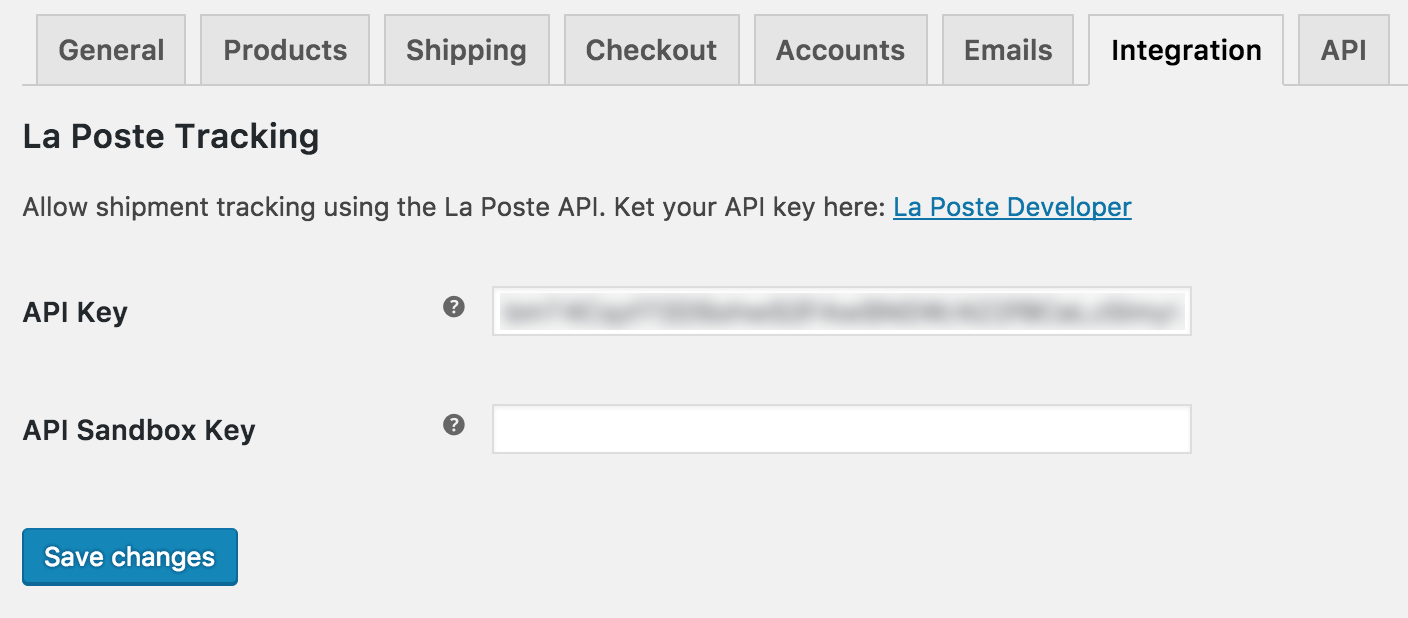 General Products Shipping Checkout Accounts Emails Integration API
La Poste Tracking
Allow shipment tracking using the La Poste API. Ket your API key here: La Poste Developer
API Key ?
API Sandbox Key ?
Save changes